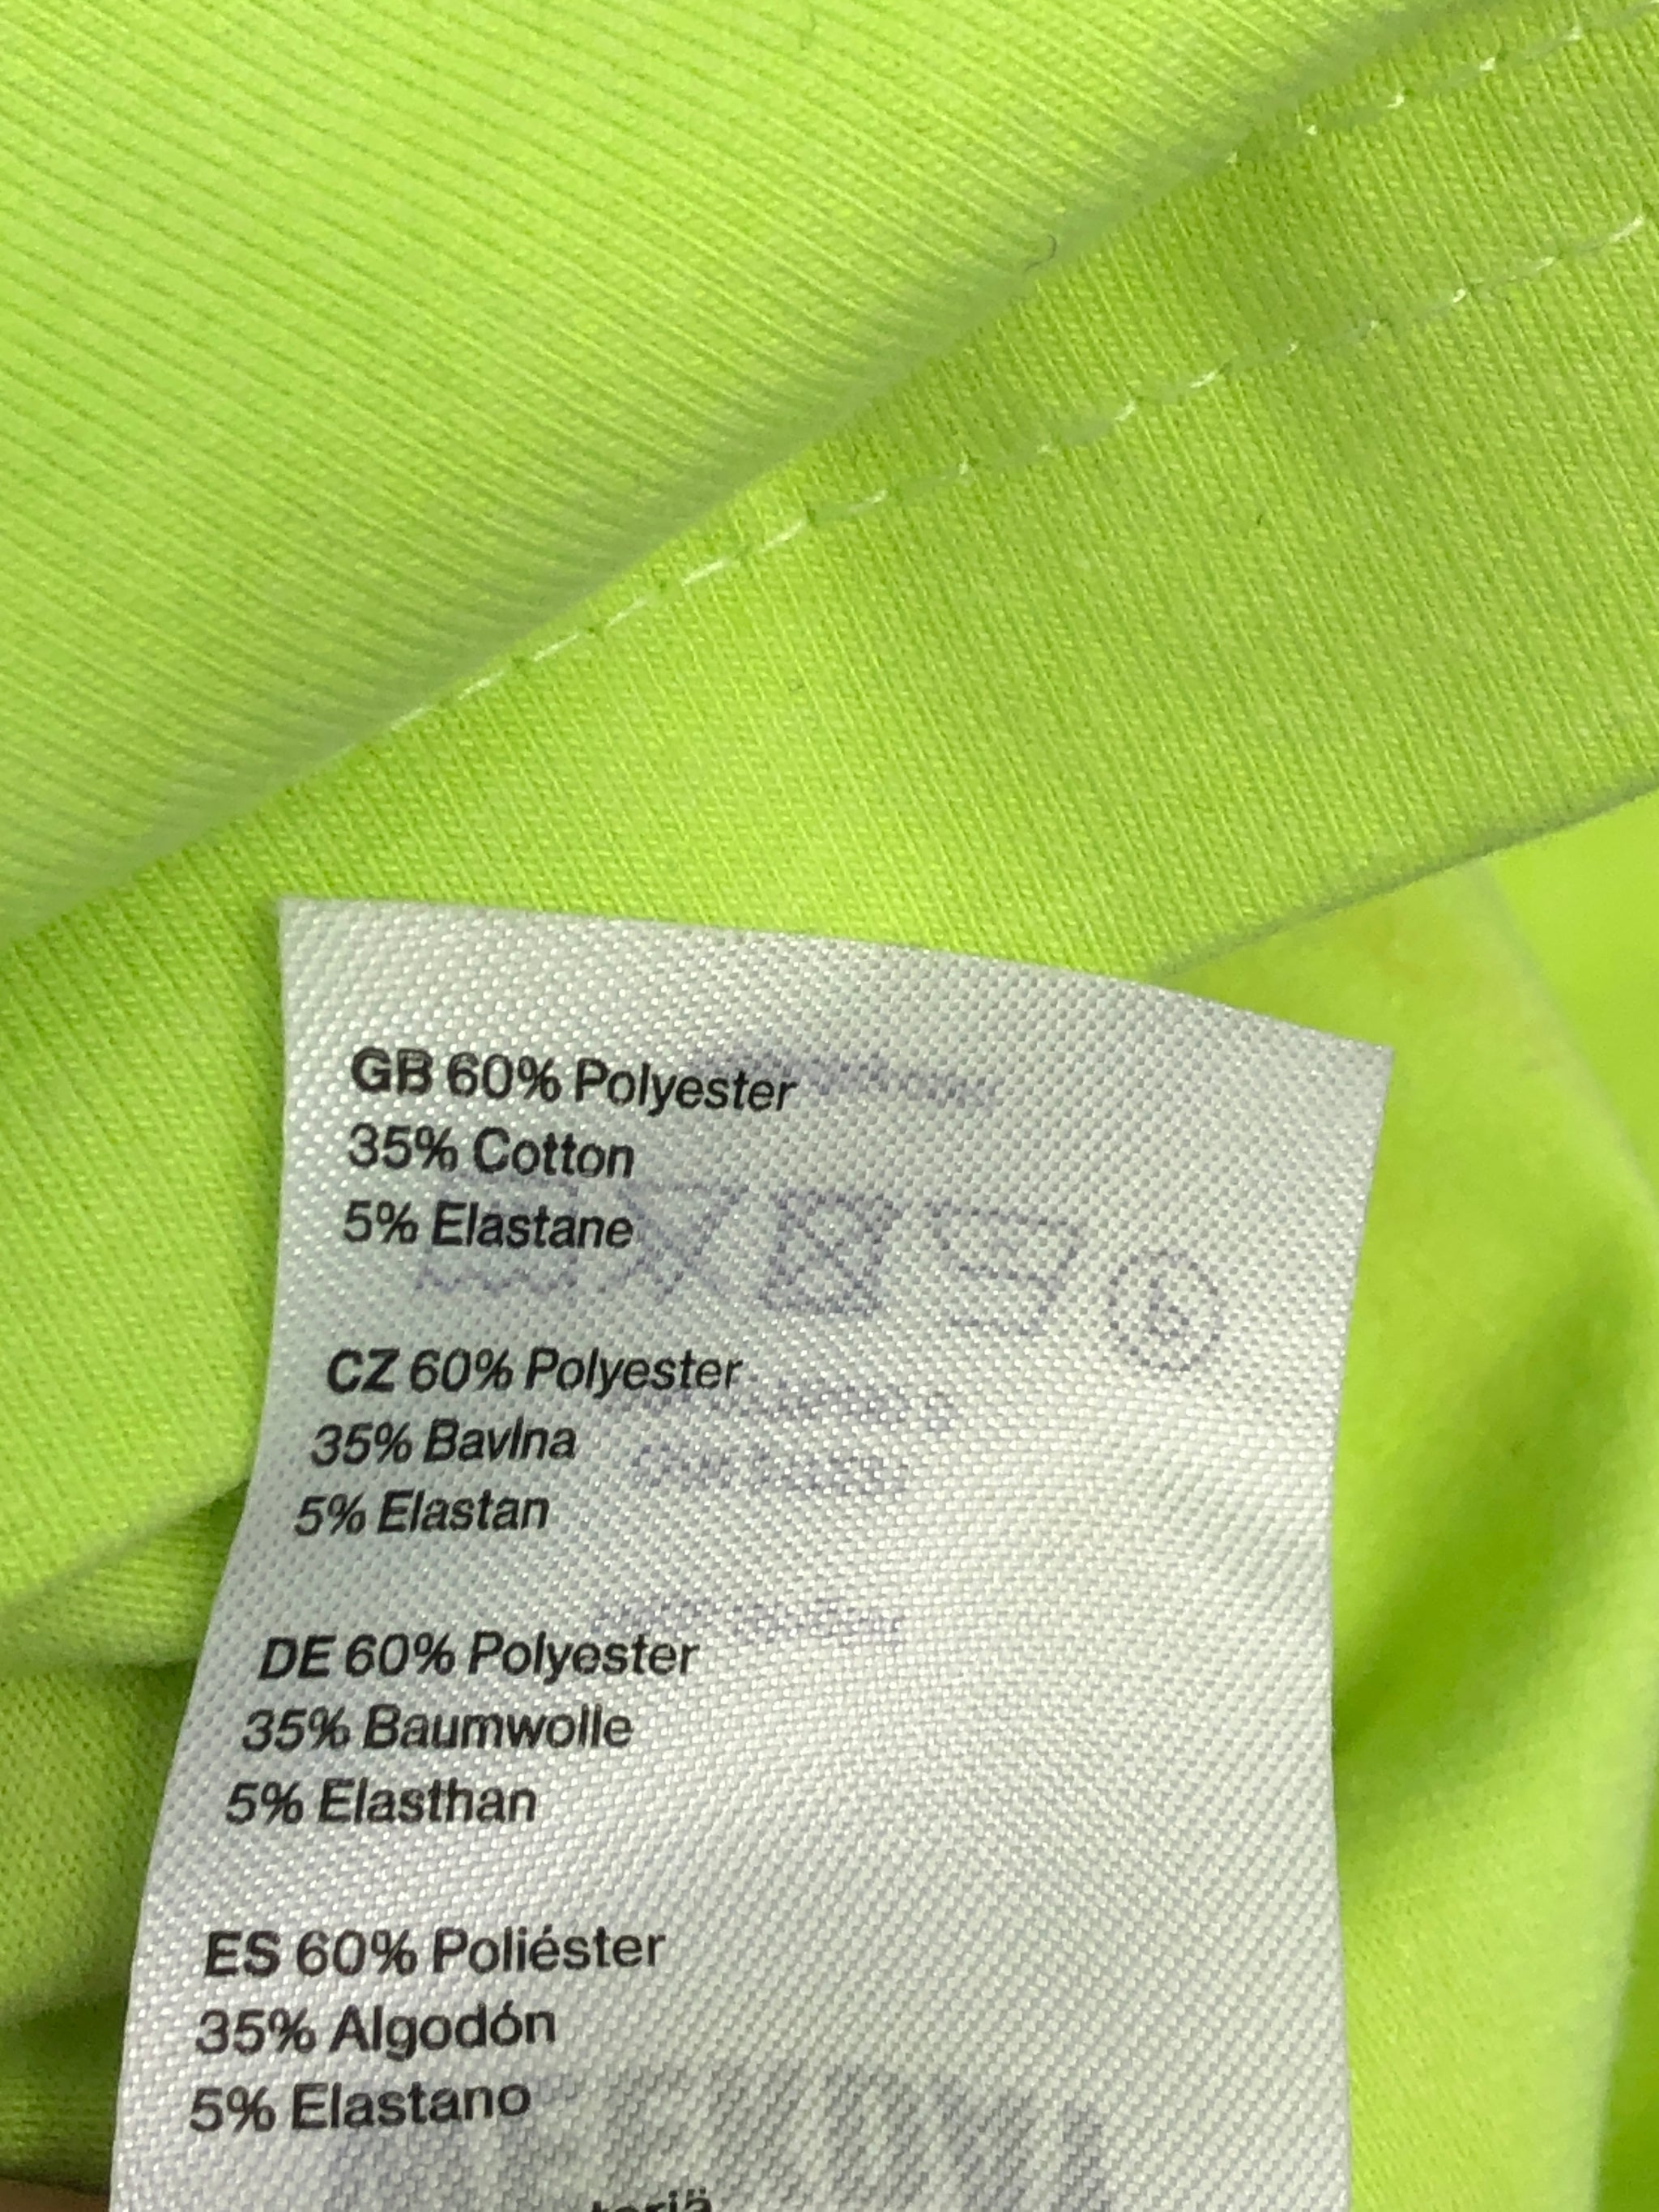 GB 60% Polyester
35% Cotton
5% Elastane
CZ 60% Polyester
35% Bavlna
5% Elastan
DE 60% Polyester
35% Baumwolle
5% Elasthan
ES 60% Poliéster
35% Algodón
5% Elastano